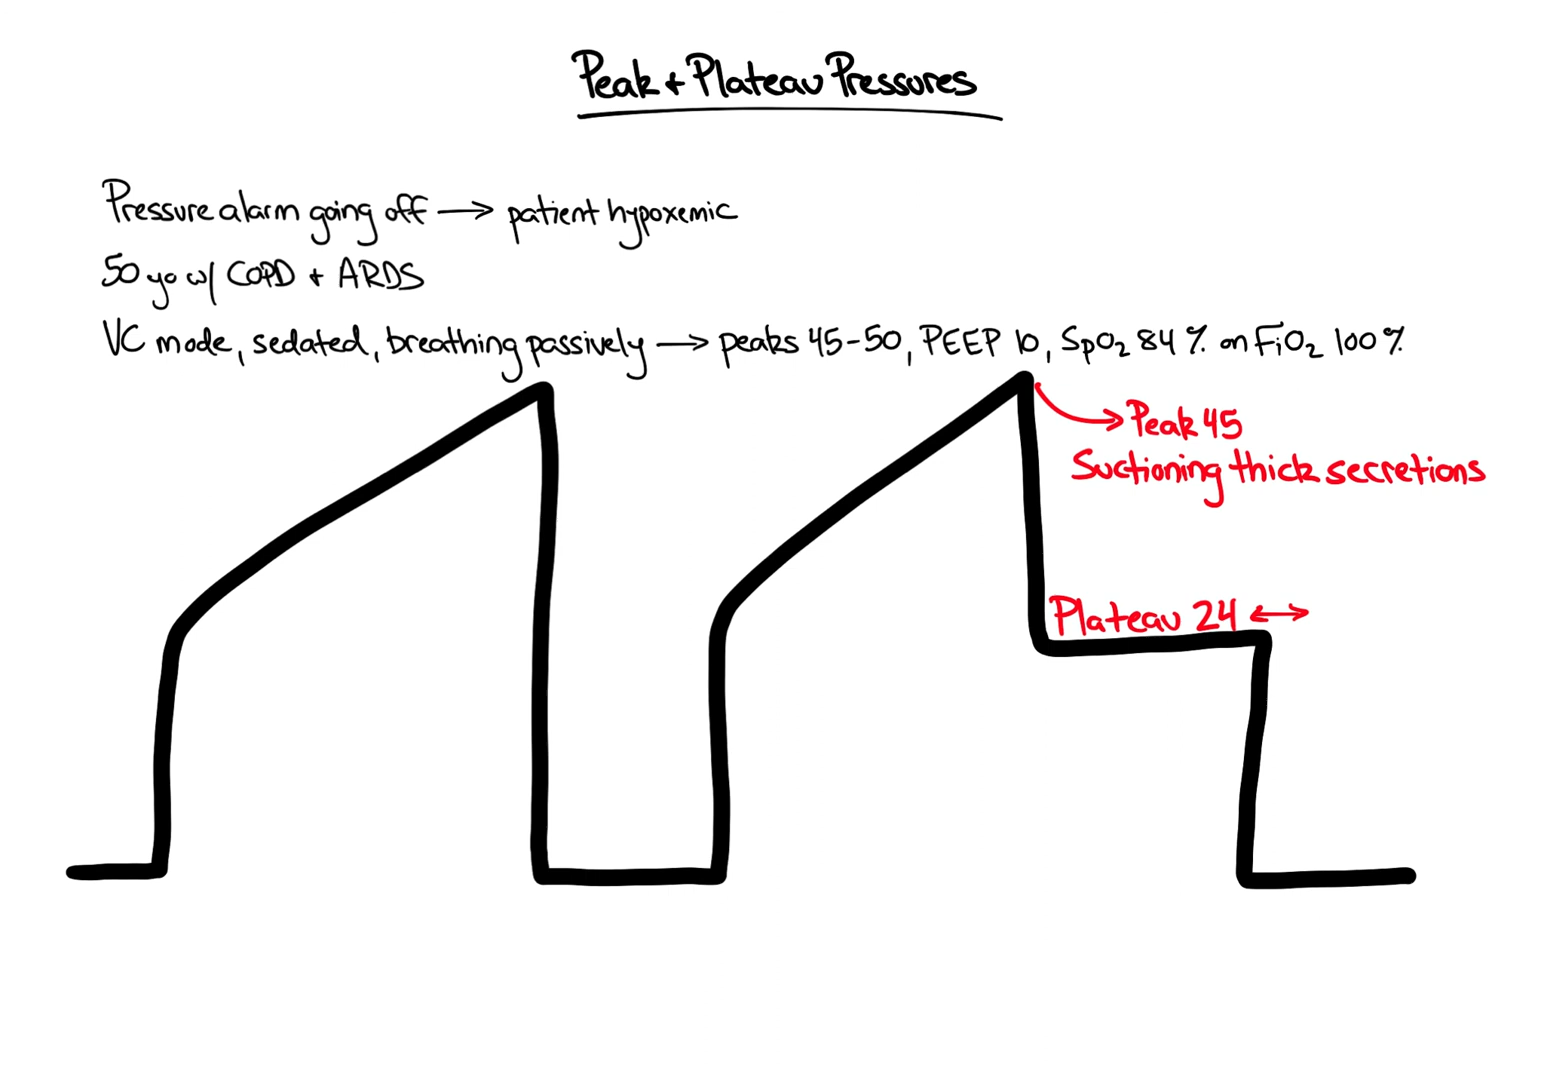 Peak + Plateau Pressures
Pressure alarm going off → patient hypoxemic
50 yo w/ COPD + ARDS
VC mode, sedated, breathing passively → peaks 45-50, PEEP 10, SpO₂ 84% on FiO₂ 100%
→ Peak 45
Suctioning thick secretions
Plateau 24 ↔